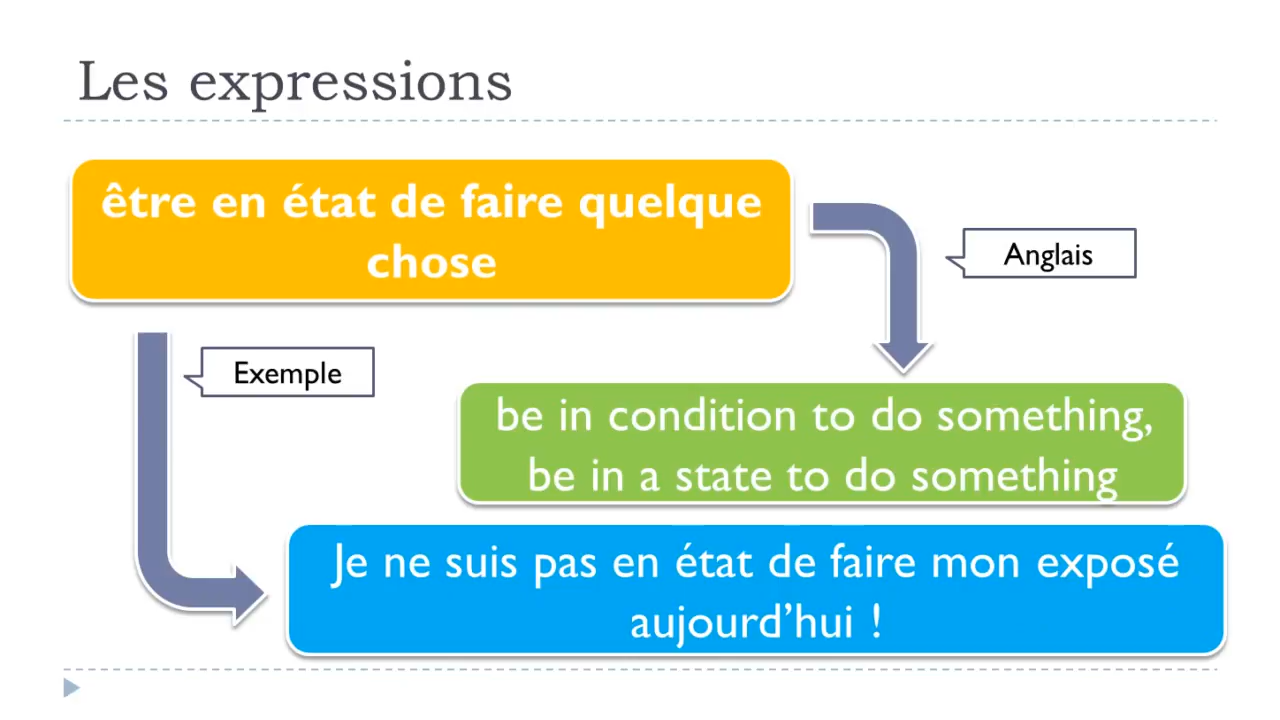 Les expressions
être en état de faire quelque
chose
Anglais
Exemple
be in condition to do something,
be in a state to do something
Je ne suis pas en état de faire mon exposé
aujourd’hui !